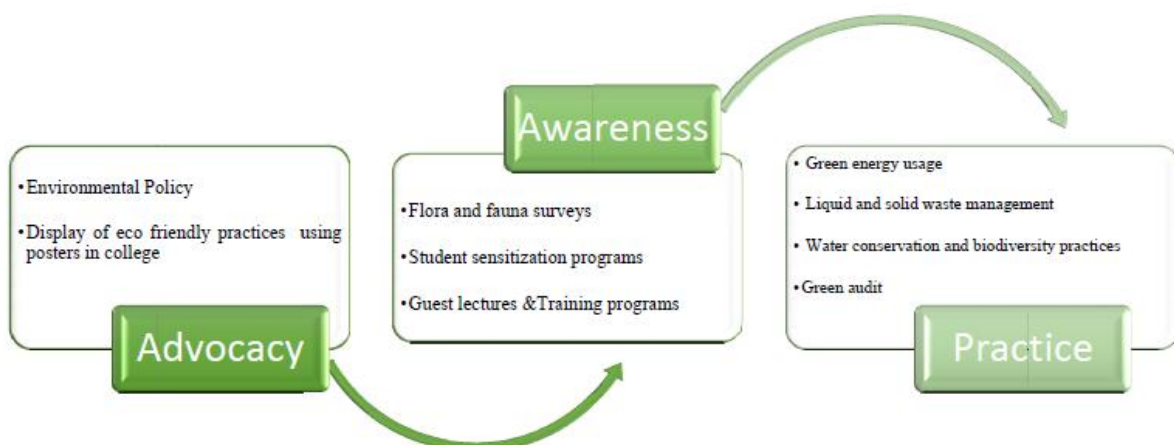 •Environmental Policy
•Display of eco friendly practices using
posters in college
Advocacy
Awareness
•Flora and fauna surveys
•Student sensitization programs
•Guest lectures &Training programs
• Green energy usage
• Liquid and solid waste management
• Water conservation and biodiversity practices
•Green audit
Practice